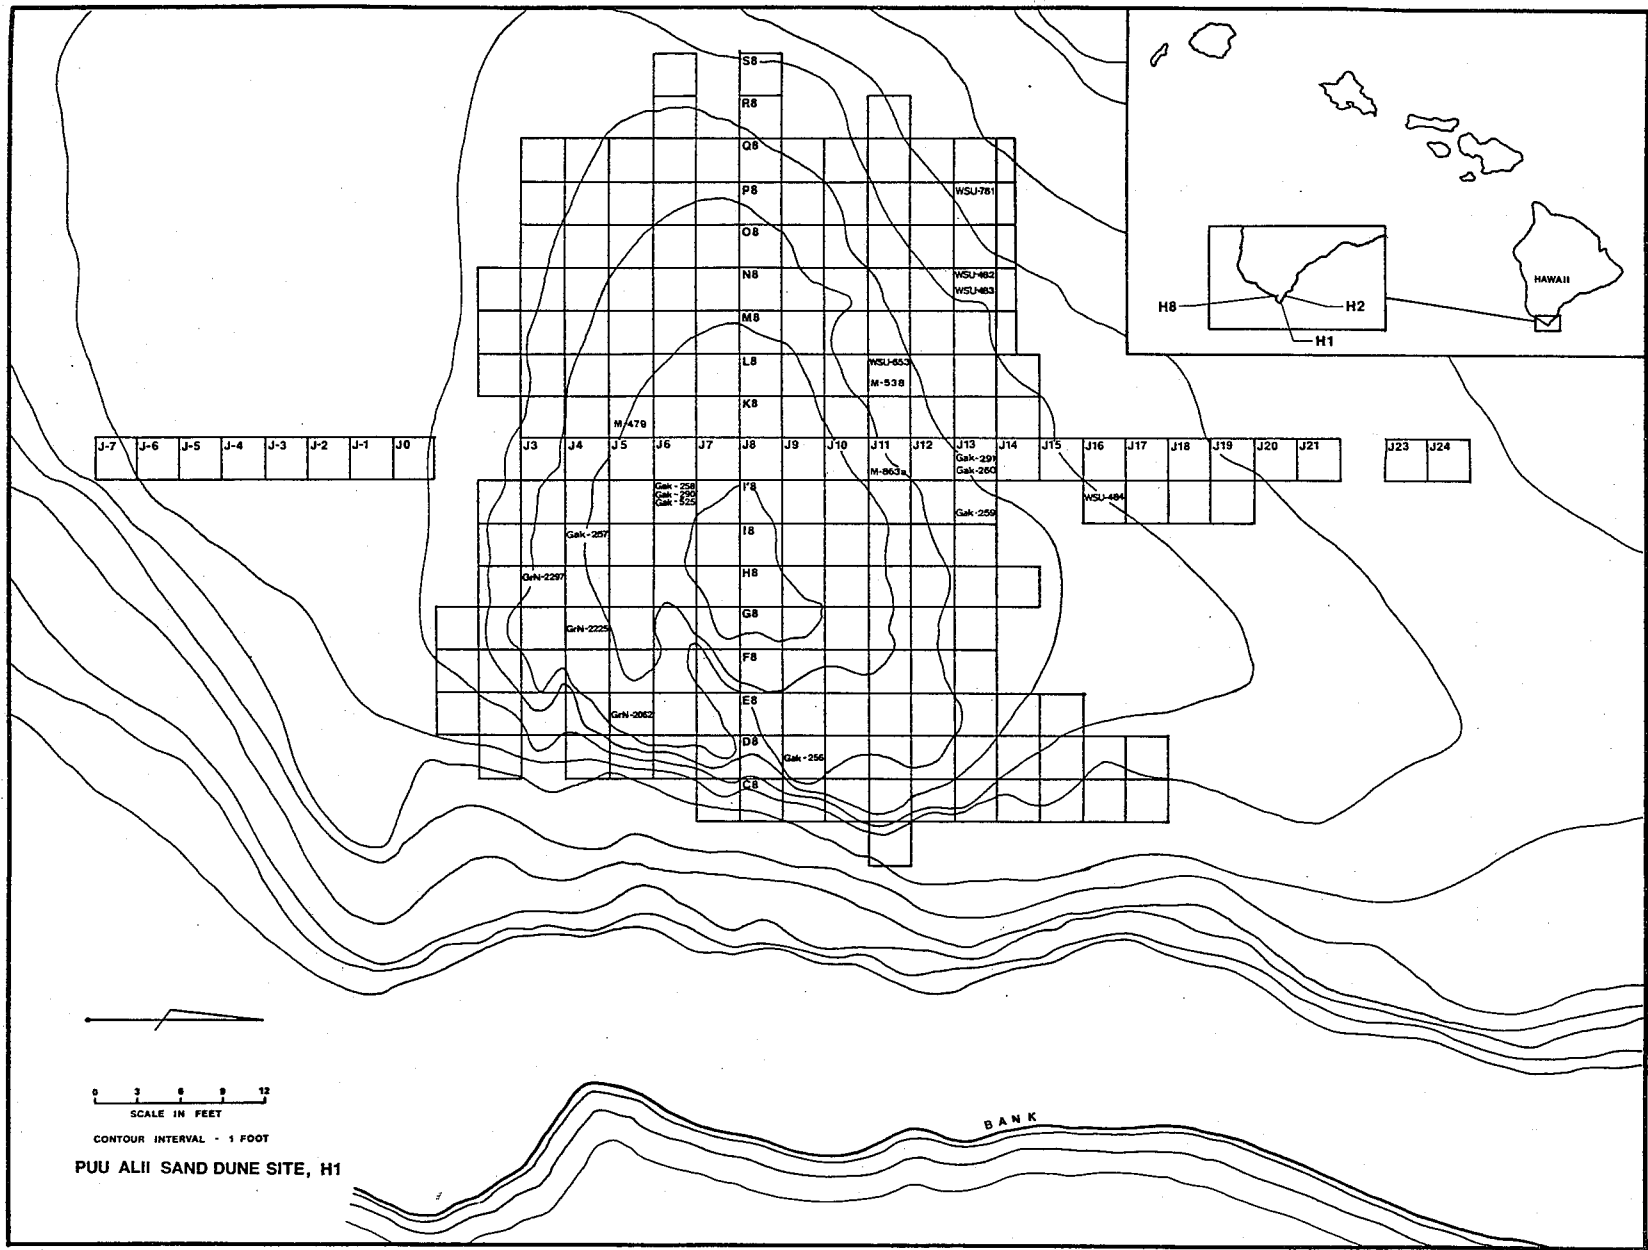 S8
R8
Q8
P8
WSU-781
O8
N8
WSU-482
WSU-483
M8
L8
WSU-653
M-538
K8
M-479
J-7 J-6 J-5 J-4 J-3 J-2 J-1 J0 J3 J4 J5 J6 J7 J8 J9 J10 J11 J12 J13 J14 J15 J16 J17 J18 J19 J20 J21 J23 J24
Gak-291
M-863a Gak-260
Gak-258 I'8
Gak-290 WSU-484
Gak-525
Gak-259
Gak-257 I8
GrN-2297 H8
G8
GrN-2225
F8
E8
GrN-2062
D8
Gak-256
C8
HAWAII
H8 H2
H1
0 3 6 9 12
SCALE IN FEET
CONTOUR INTERVAL - 1 FOOT
PUU ALII SAND DUNE SITE, H1
BANK